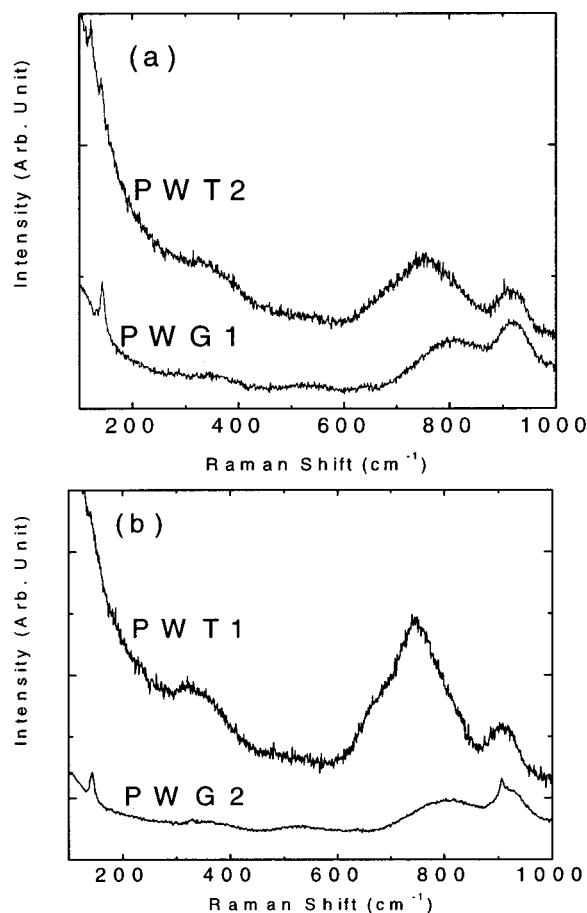 (a)
Intensity (Arb. Unit)
PWT2
PWG1
200 400 600 800 1000
Raman Shift (cm⁻¹)
(b)
Intensity (Arb. Unit)
PWT1
PWG2
200 400 600 800 1000
Raman Shift (cm⁻¹)